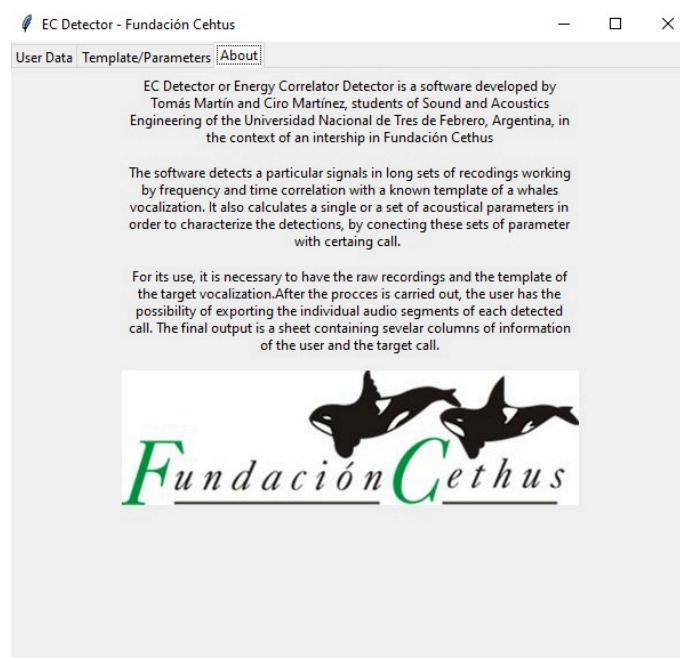 EC Detector - Fundación Cehtus
User Data Template/Parameters About
EC Detector or Energy Correlator Detector is a software developed by
Tomás Martín and Ciro Martínez, students of Sound and Acoustics
Engineering of the Universidad Nacional de Tres de Febrero, Argentina, in
the context of an intership in Fundación Cethus
The software detects a particular signals in long sets of recodings working
by frequency and time correlation with a known template of a whales
vocalization. It also calculates a single or a set of acoustical parameters in
order to characterize the detections, by conecting these sets of parameter
with certaing call.
For its use, it is necessary to have the raw recordings and the template of
the target vocalization.After the procces is carried out, the user has the
possibility of exporting the individual audio segments of each detected
call. The final output is a sheet containing sevelar columns of information
of the user and the target call.
Fundación Cethus